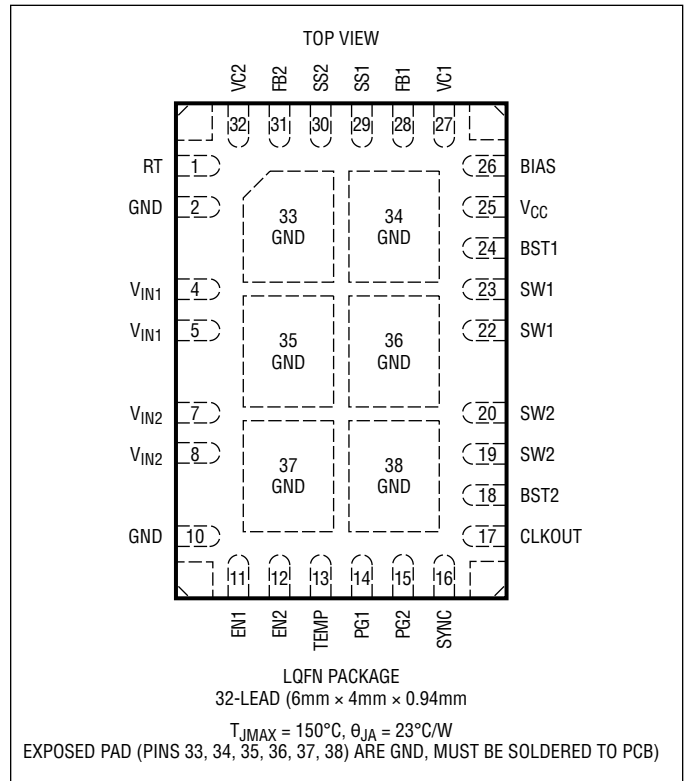 TOP VIEW
VC2 FB2 SS2 SS1 FB1 VC1
32 31 30 29 28 27
RT 1 26 BIAS
GND 2 25 VCC
33 GND 34 GND
24 BST1
VIN1 4 23 SW1
VIN1 5 22 SW1
35 GND 36 GND
VIN2 7 20 SW2
VIN2 8 19 SW2
37 GND 38 GND
18 BST2
GND 10 17 CLKOUT
11 12 13 14 15 16
EN1 EN2 TEMP PG1 PG2 SYNC
LQFN PACKAGE
32-LEAD (6mm × 4mm × 0.94mm
TJMAX = 150°C, θJA = 23°C/W
EXPOSED PAD (PINS 33, 34, 35, 36, 37, 38) ARE GND, MUST BE SOLDERED TO PCB)